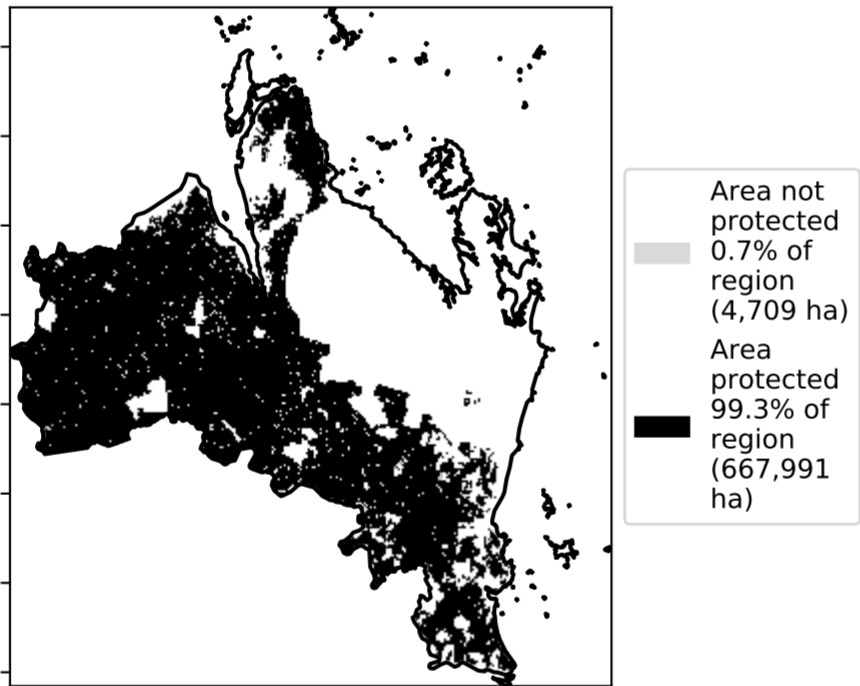 Area not
protected
0.7% of
region
(4,709 ha)
Area
protected
99.3% of
region
(667,991
ha)